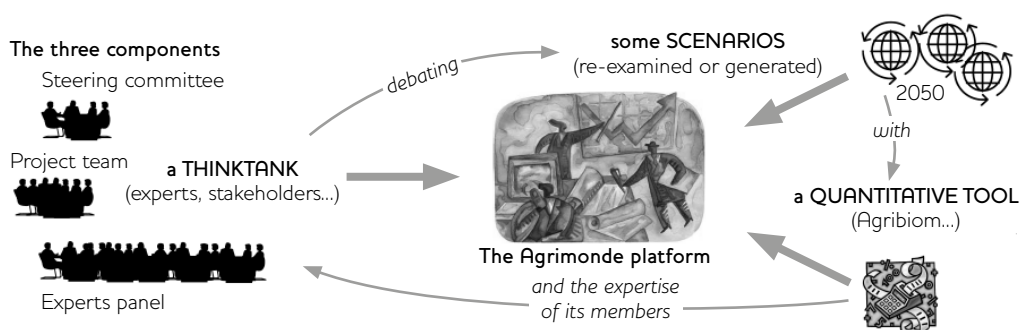 The three components
Steering committee
Project team
a THINKTANK
(experts, stakeholders...)
Experts panel
debating
some SCENARIOS
(re-examined or generated)
2050
with
a QUANTITATIVE TOOL
(Agribiom...)
The Agrimonde platform
and the expertise
of its members